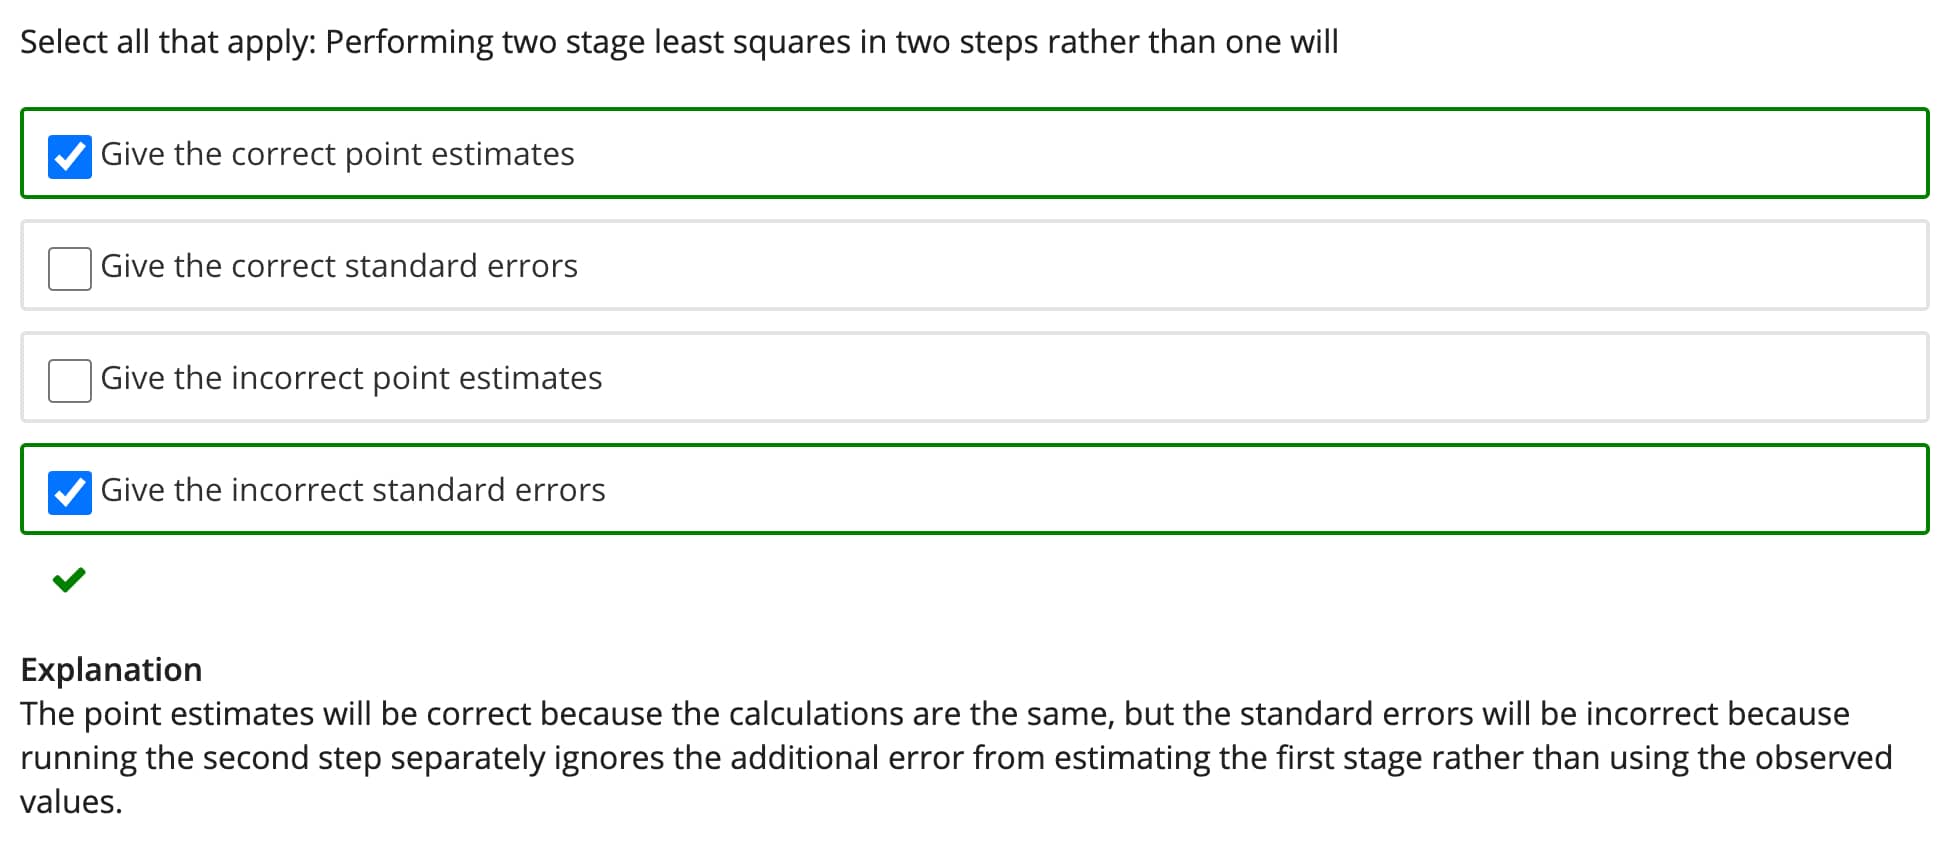 Select all that apply: Performing two stage least squares in two steps rather than one will
Give the correct point estimates
Give the correct standard errors
Give the incorrect point estimates
Give the incorrect standard errors
Explanation
The point estimates will be correct because the calculations are the same, but the standard errors will be incorrect because
running the second step separately ignores the additional error from estimating the first stage rather than using the observed
values.